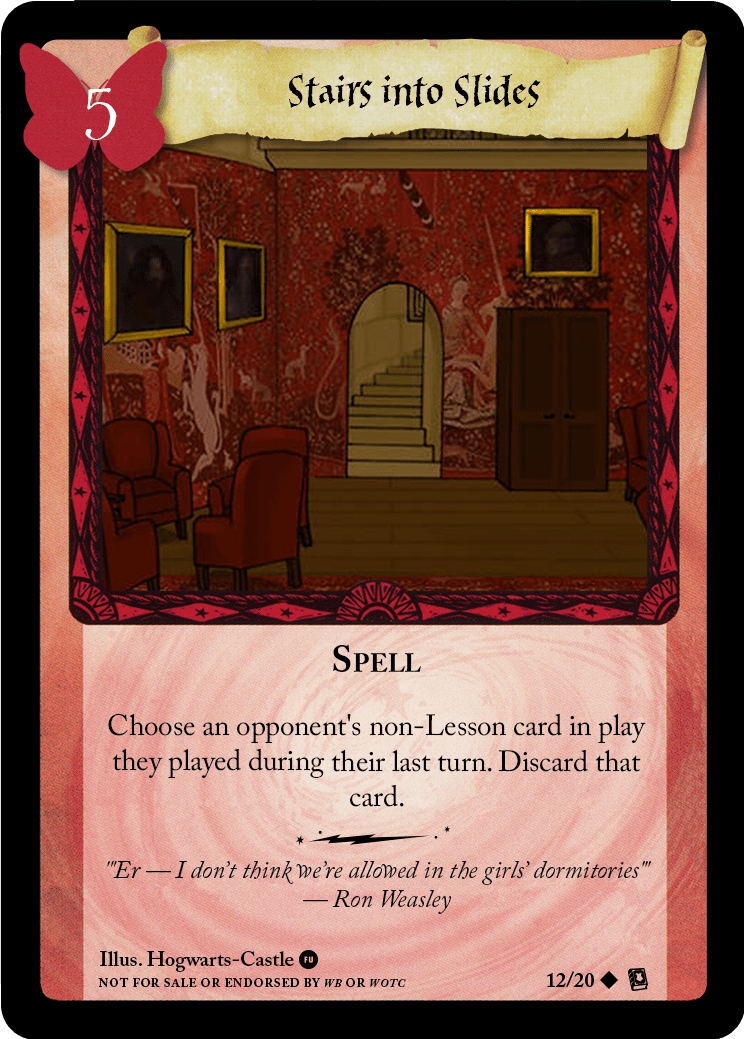 5
Stairs into Slides
Spell
Choose an opponent's non-Lesson card in play
they played during their last turn. Discard that
card.
"'Er — I don't think we're allowed in the girls' dormitories'"
— Ron Weasley
Illus. Hogwarts-Castle FU
NOT FOR SALE OR ENDORSED BY WB OR WOTC
12/20